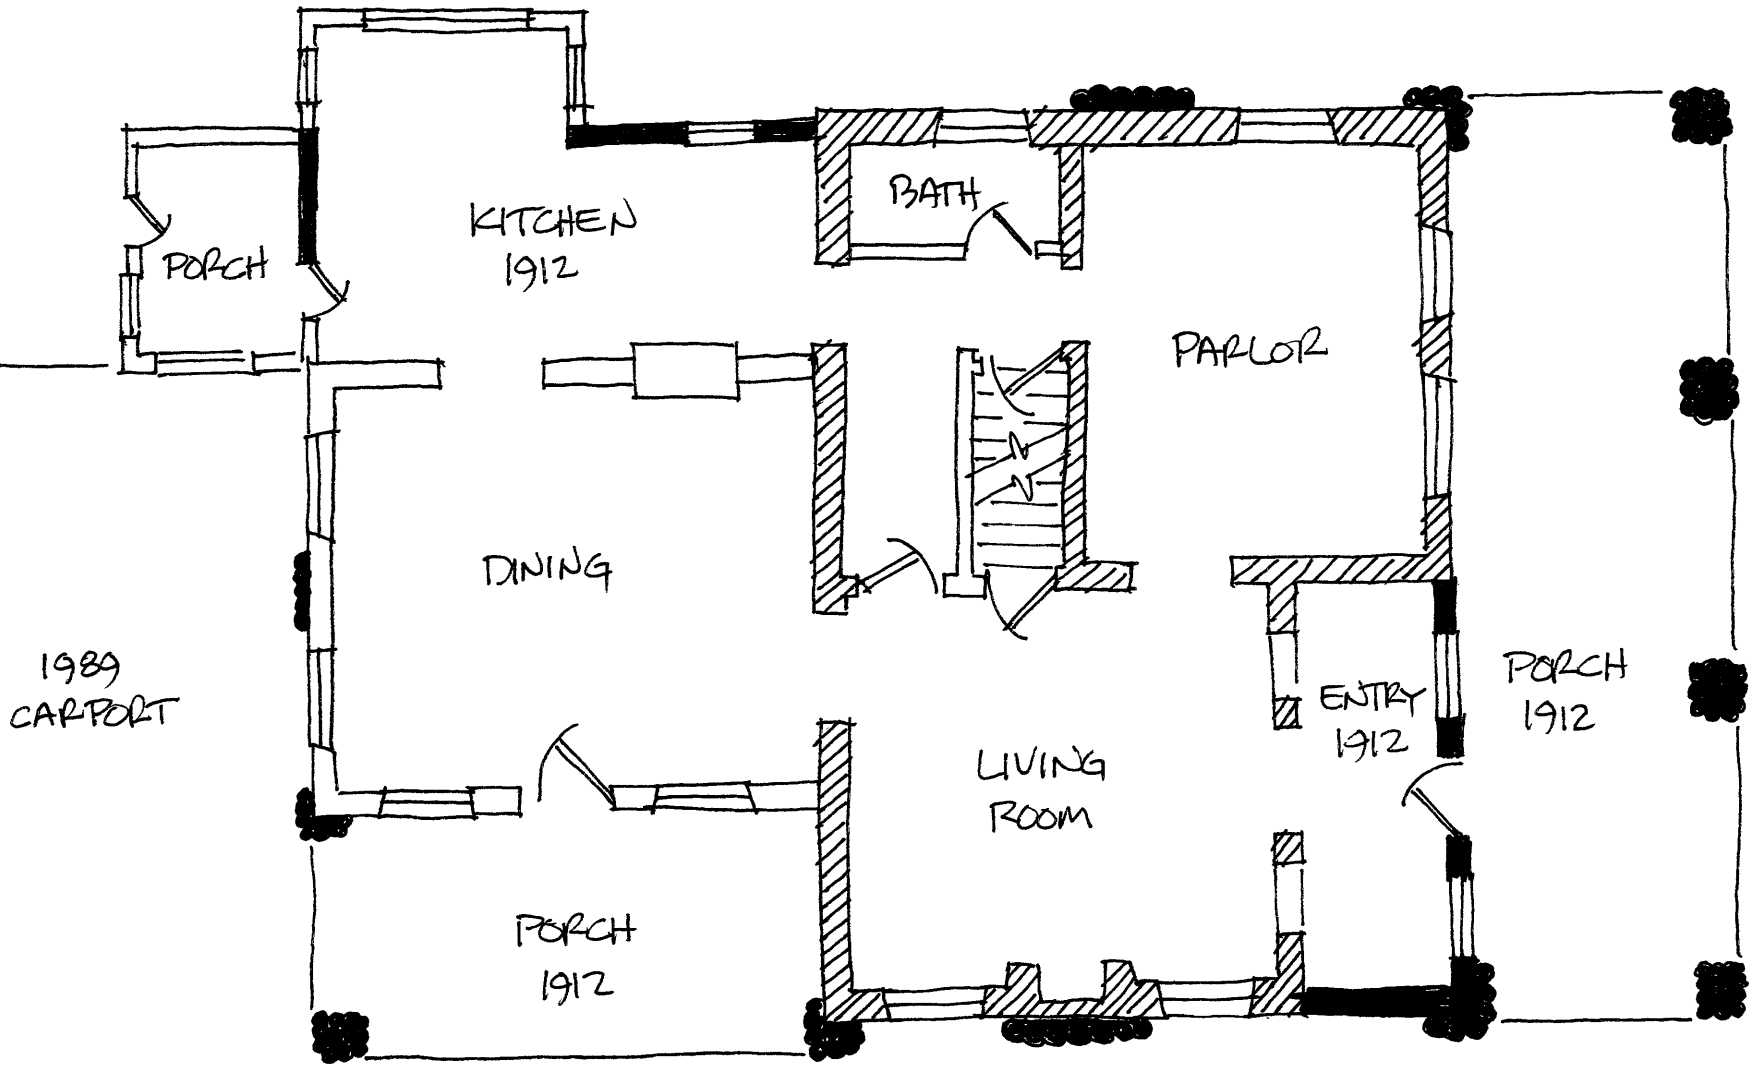 BATH
KITCHEN
1912
PORCH
PARLOR
DINING
1989
CARPORT
ENTRY
1912
PORCH
1912
LIVING
ROOM
PORCH
1912